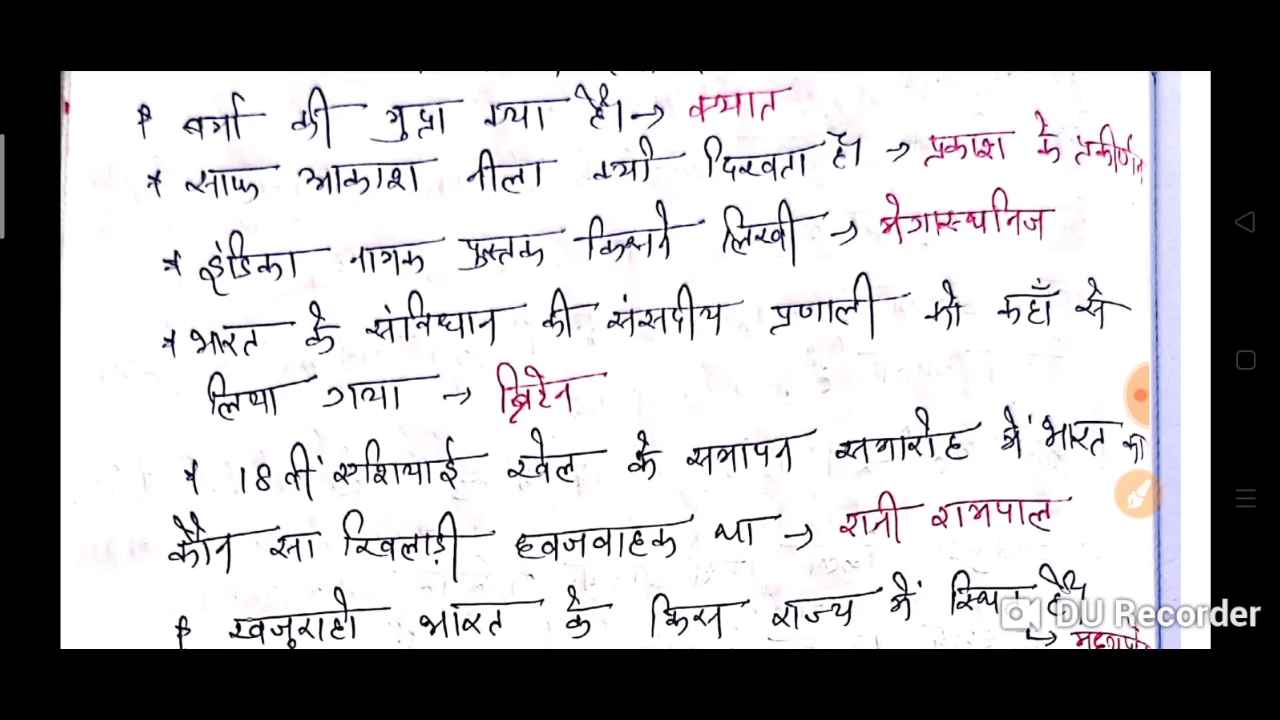 * बर्मा की मुद्रा क्या है। → क्यात
* साफ आकाश नीला क्यों दिखता है। → प्रकाश के प्रकीर्णन
* इंडिका नामक पुस्तक किसने लिखी → मेगास्थनिज
* भारत के संविधान की संसदीय प्रणाली को कहाँ से
लिया गया → ब्रिटेन
* 18 वीं एशियाई खेल के समापन समारोह में भारत का
कौन सा खिलाड़ी ध्वजवाहक था → रानी रामपाल
* खजुराहो भारत के किस राज्य में स्थित है।
DU Recorder